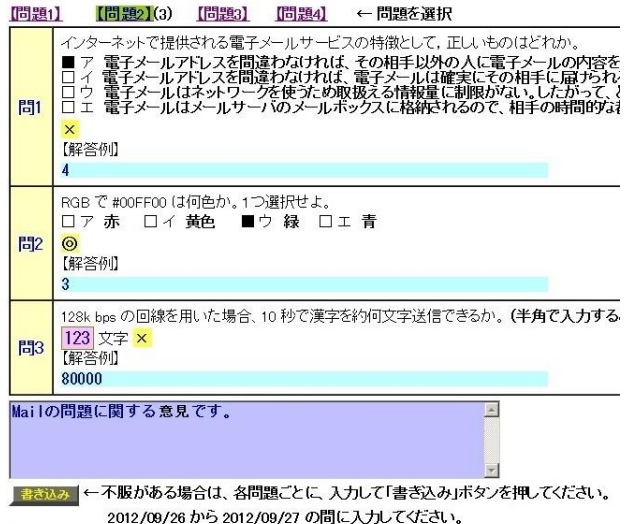 【問題1】 【問題2】(3) 【問題3】 【問題4】 ←問題を選択
問1
インターネットで提供される電子メールサービスの特徴として，正しいものはどれか。
■ア 電子メールアドレスを間違わなければ、その相手以外の人に電子メールの内容を
□イ 電子メールアドレスを間違わなければ、電子メールは確実にその相手に届けられ
□ウ 電子メールはネットワークを使うため取扱える情報量に制限がない。したがって、
□エ 電子メールはメールサーバのメールボックスに格納されるので、相手の時間的な
×
【解答例】
4
問2
RGB で #00FF00 は何色か。1つ選択せよ。
□ア 赤 □イ 黄色 ■ウ 緑 □エ 青
◎
【解答例】
3
問3
128k bps の回線を用いた場合、10 秒で漢字を約何文字送信できるか。(半角で入力する
123 文字 ×
【解答例】
80000
Mailの問題に関する意見です。
書き込み ←不服がある場合は、各問題ごとに、入力して「書き込み」ボタンを押してください。
2012/09/26 から 2012/09/27 の間に入力してください。